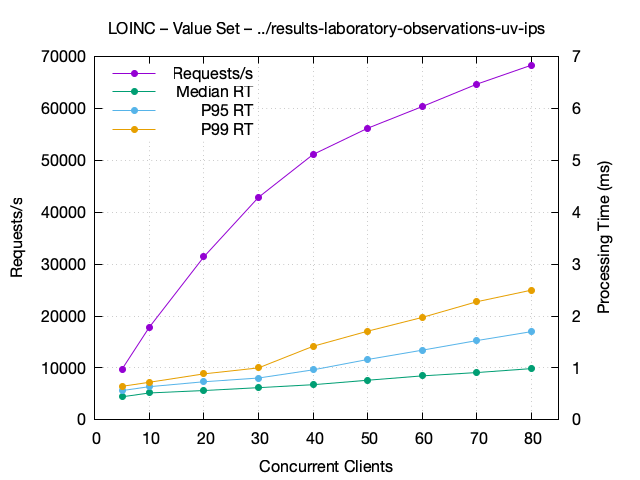 LOINC – Value Set – ../results-laboratory-observations-uv-ips
Requests/s
Median RT
P95 RT
P99 RT
70000
60000
50000
40000
30000
20000
10000
0
7
6
5
4
3
2
1
0
Requests/s
Processing Time (ms)
0 10 20 30 40 50 60 70 80
Concurrent Clients